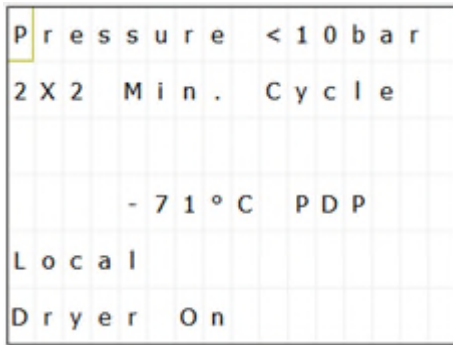 Pressure <10bar
2X2 Min. Cycle
-71°C PDP
Local
Dryer On